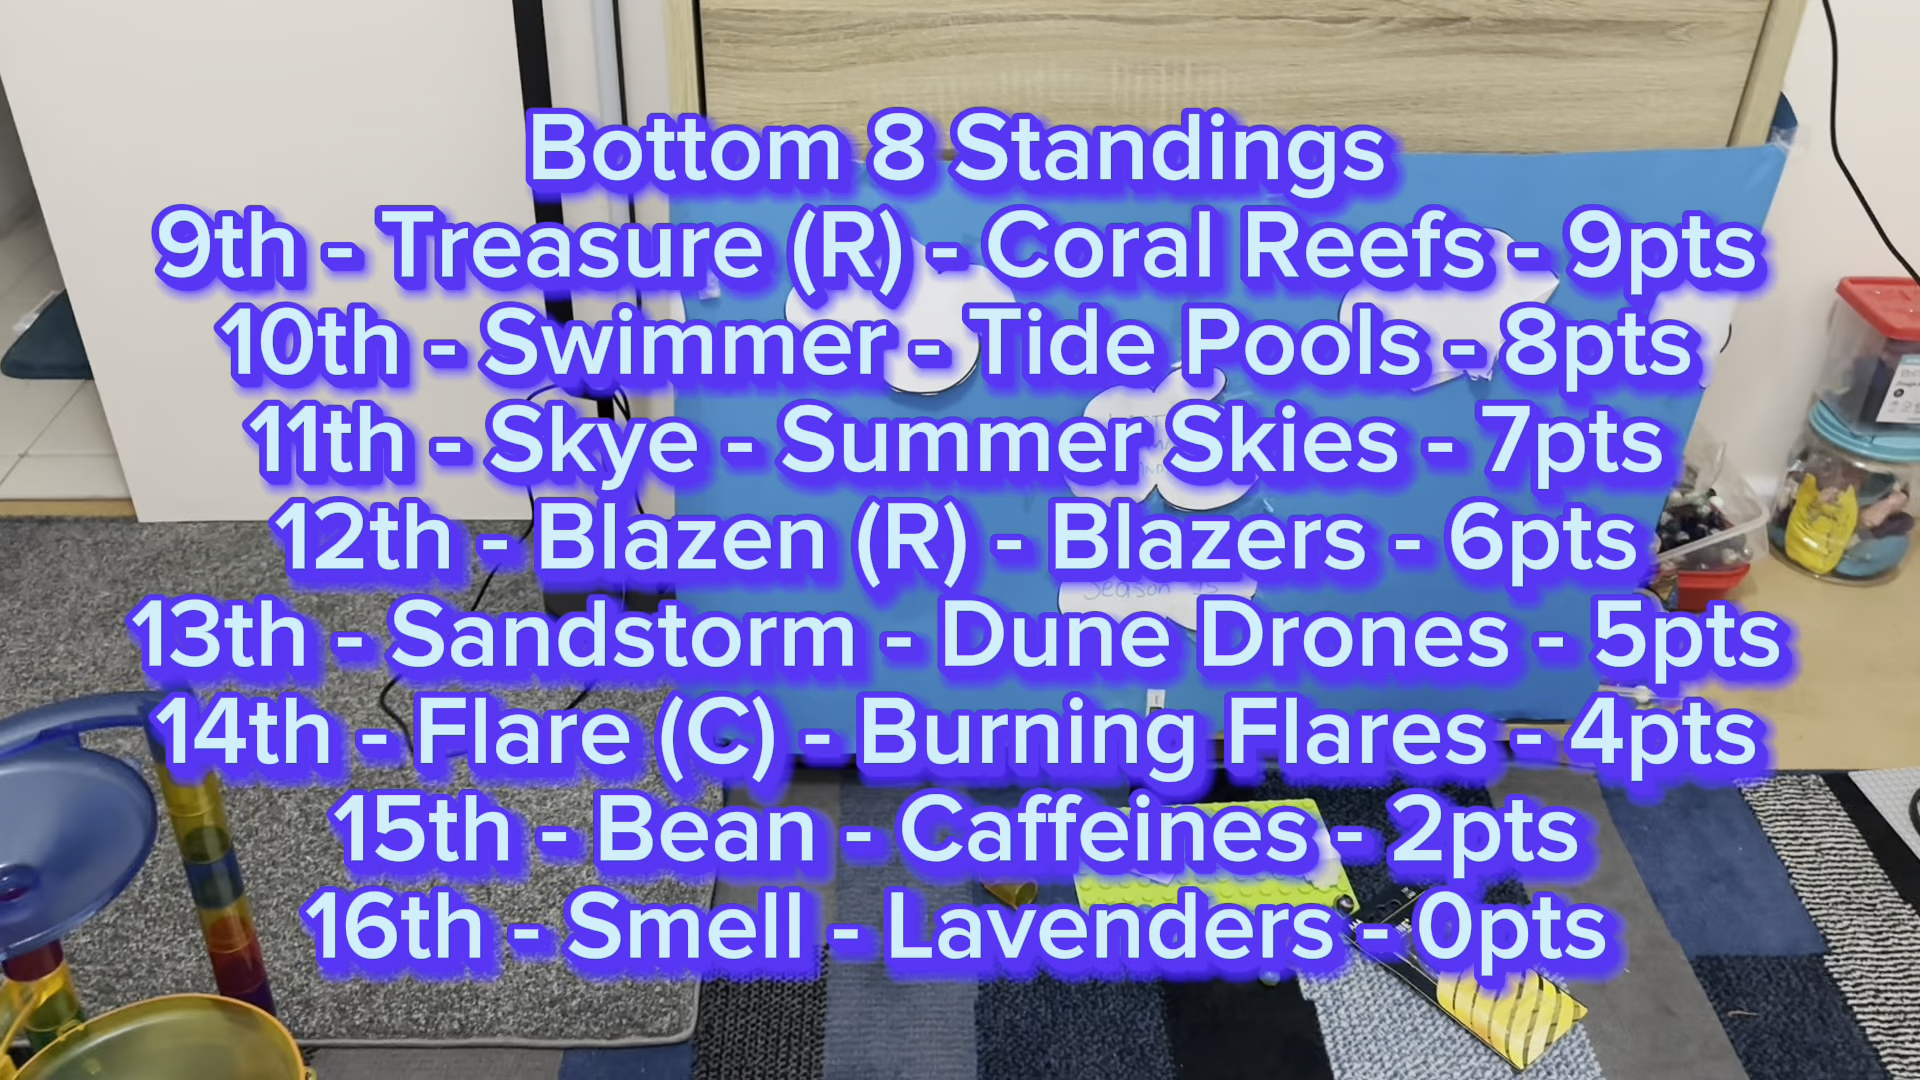 Bottom 8 Standings
9th - Treasure (R) - Coral Reefs - 9pts
10th - Swimmer - Tide Pools - 8pts
11th - Skye - Summer Skies - 7pts
12th - Blazen (R) - Blazers - 6pts
Season
13th - Sandstorm - Dune Drones - 5pts
14th - Flare (C) - Burning Flares - 4pts
15th - Bean - Caffeines - 2pts
16th - Smell - Lavenders - 0pts